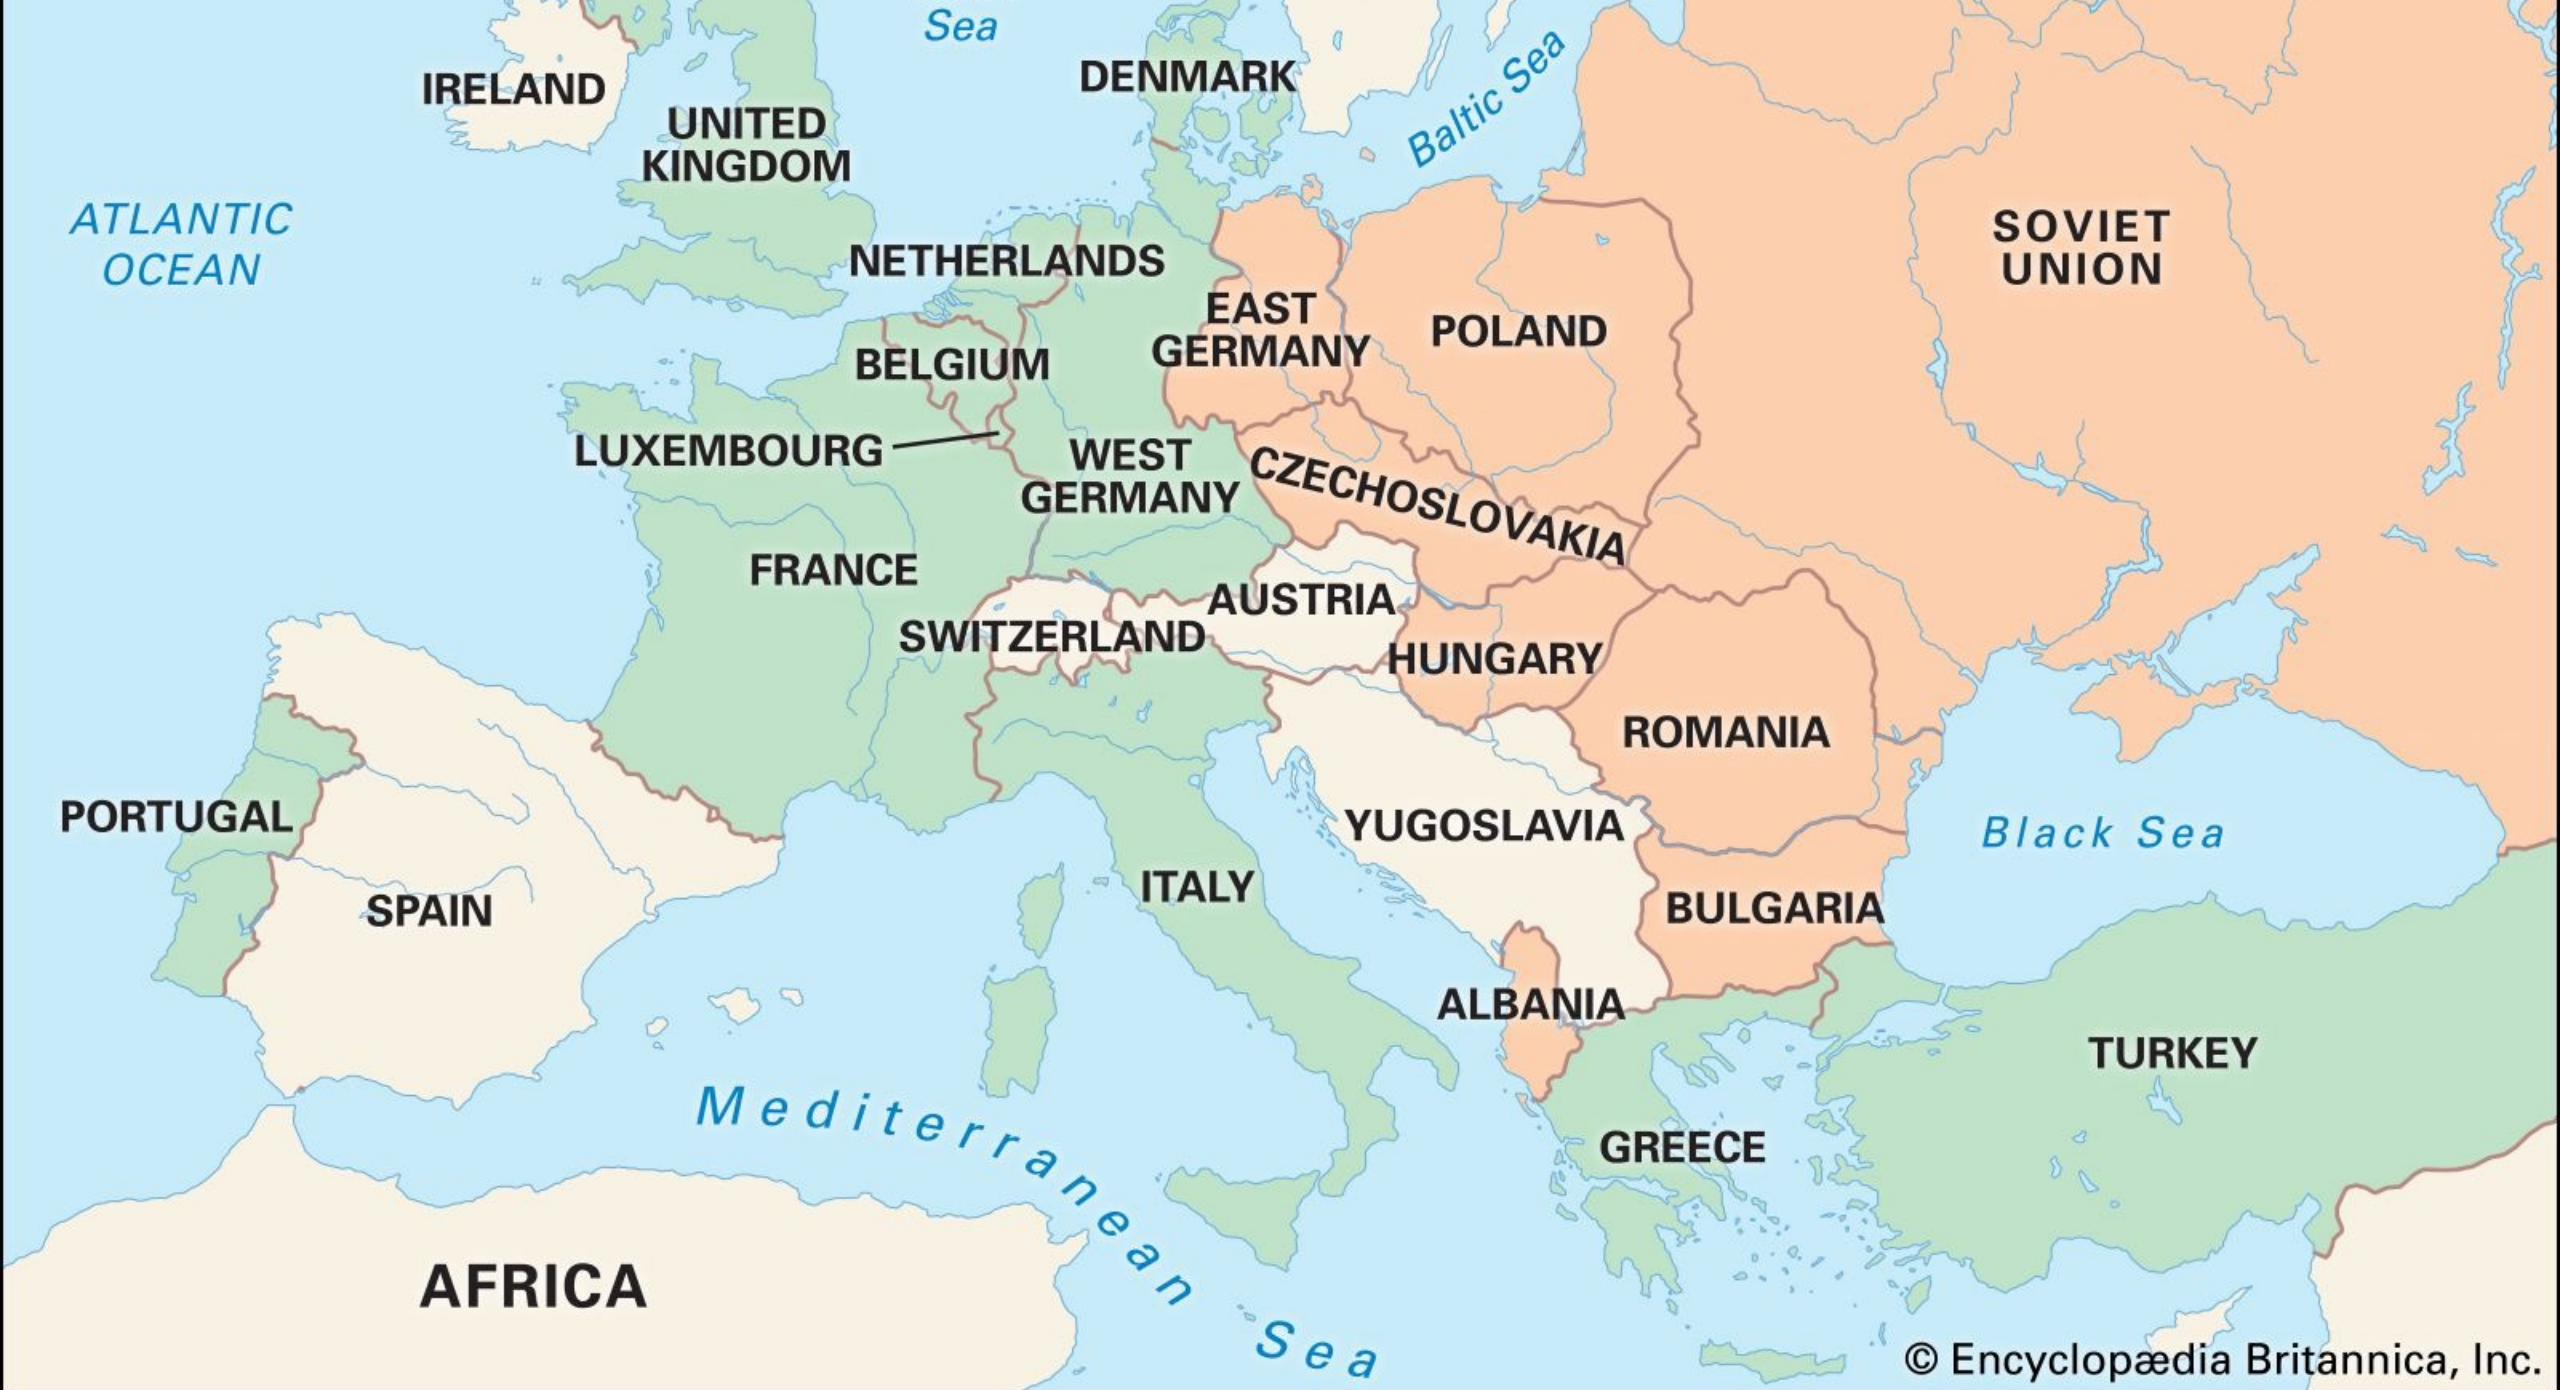 Sea
DENMARK
IRELAND
UNITED
KINGDOM
Baltic Sea
ATLANTIC
OCEAN
SOVIET
UNION
NETHERLANDS
EAST
GERMANY
POLAND
BELGIUM
LUXEMBOURG
WEST
GERMANY
CZECHOSLOVAKIA
FRANCE
AUSTRIA
SWITZERLAND
HUNGARY
ROMANIA
PORTUGAL
YUGOSLAVIA
Black Sea
ITALY
SPAIN
BULGARIA
ALBANIA
TURKEY
Mediterranean Sea
GREECE
AFRICA
© Encyclopædia Britannica, Inc.